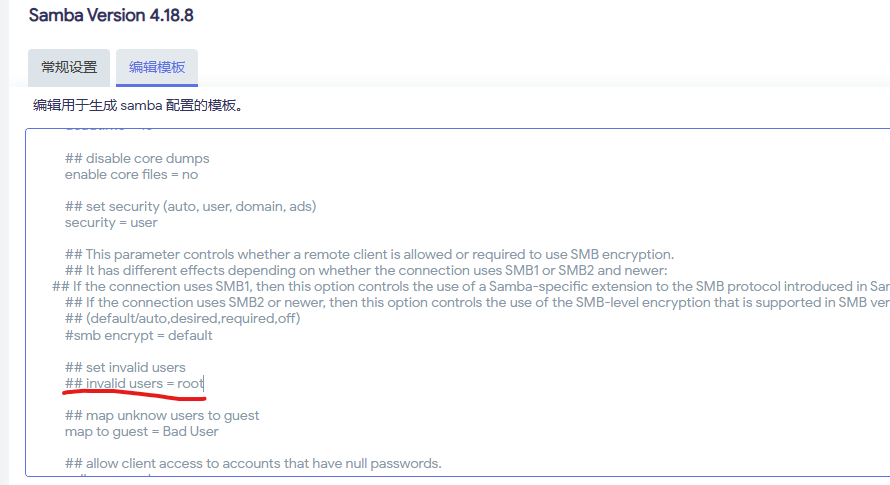 Samba Version 4.18.8
常规设置
编辑模板
编辑用于生成 samba 配置的模板。
## disable core dumps
enable core files = no
## set security (auto, user, domain, ads)
security = user
## This parameter controls whether a remote client is allowed or required to use SMB encryption.
## It has different effects depending on whether the connection uses SMB1 or SMB2 and newer:
## If the connection uses SMB1, then this option controls the use of a Samba-specific extension to the SMB protocol introduced in
## If the connection uses SMB2 or newer, then this option controls the use of the SMB-level encryption that is supported in SMB
## (default/auto,desired,required,off)
#smb encrypt = default
## set invalid users
## invalid users = root
## map unknow users to guest
map to guest = Bad User
## allow client access to accounts that have null passwords.